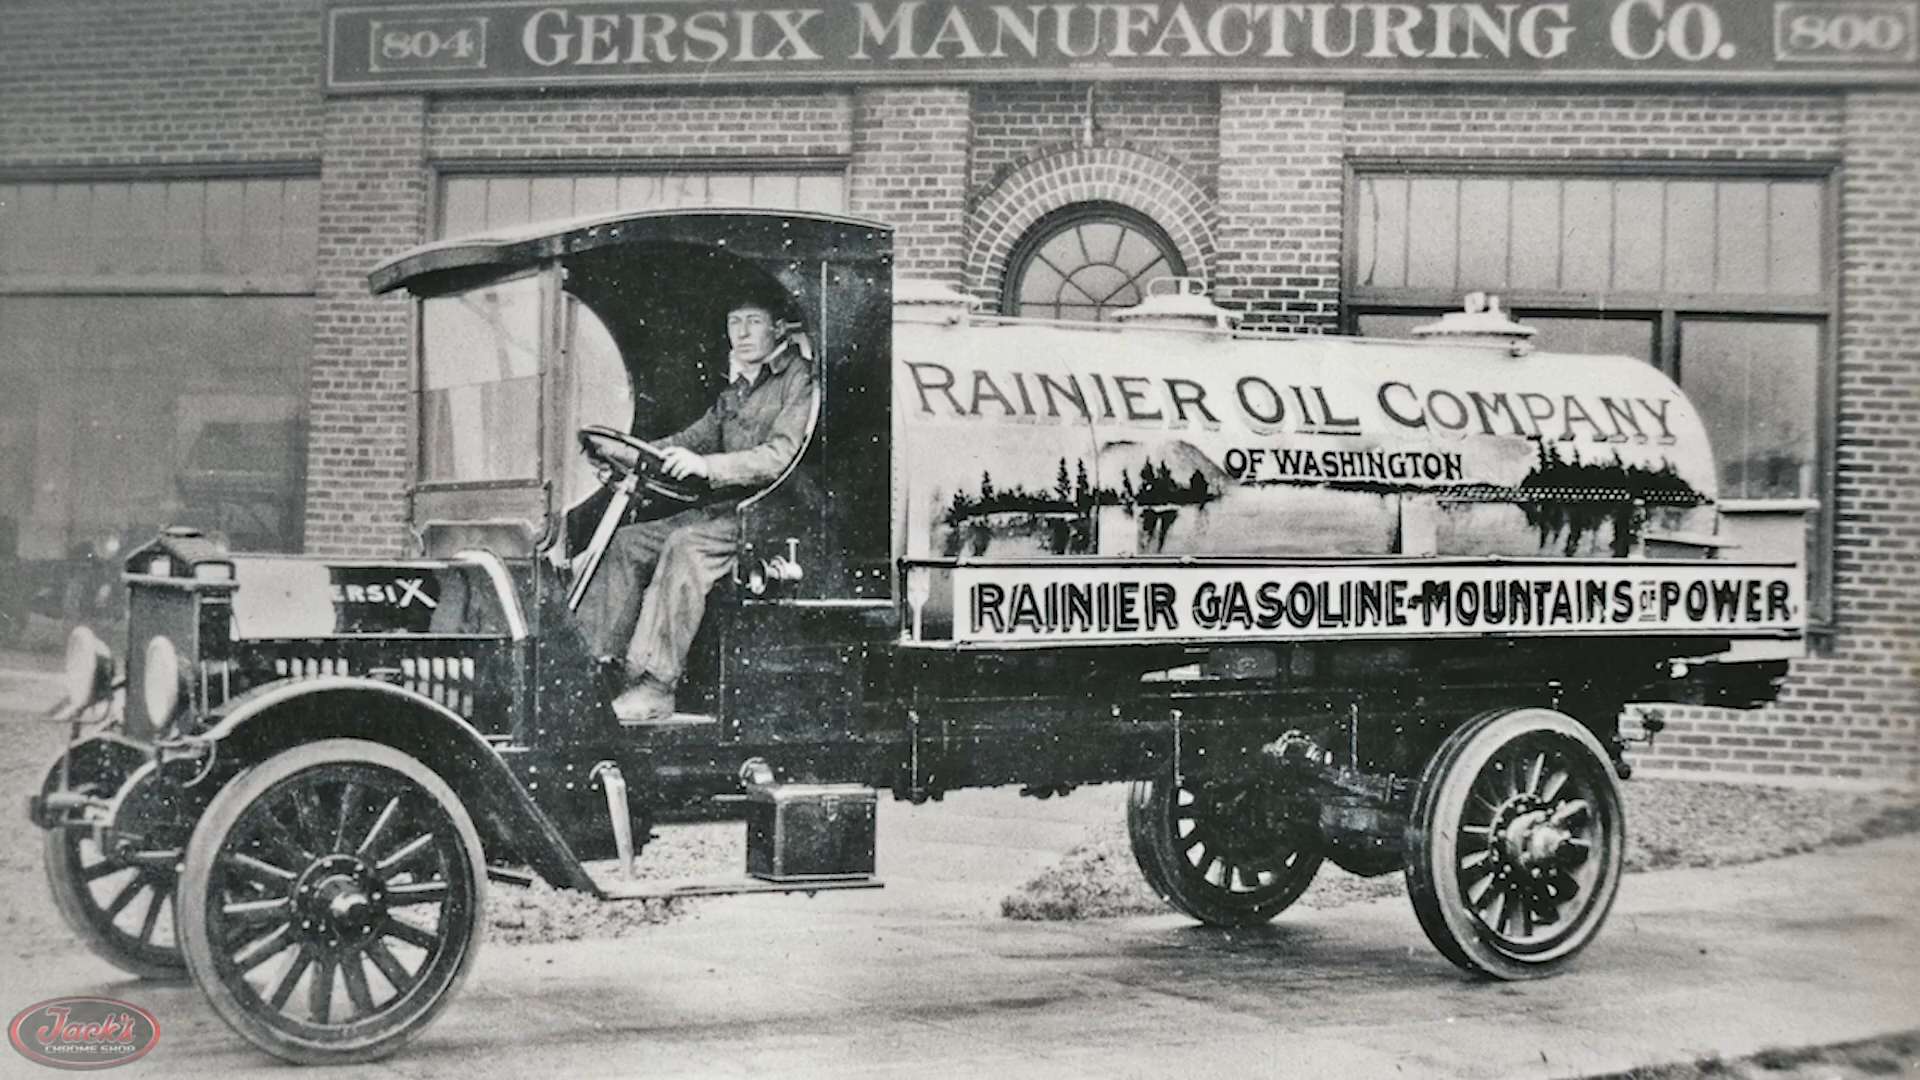 804 GERSIX MANUFACTURING CO. 800
RAINIER OIL COMPANY
OF WASHINGTON
ERSIX
RAINIER GASOLINE-MOUNTAINS OF POWER.
Jack's
CHROME SHOP